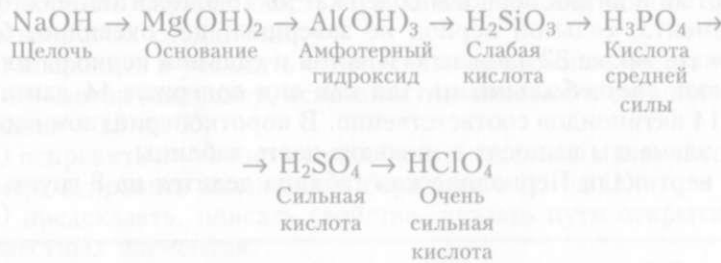 NaOH → Mg(OH)₂ → Al(OH)₃ → H₂SiO₃ → H₃PO₄ →
Щелочь Основание Амфотерный Слабая Кислота
гидроксид кислота средней
силы
→ H₂SO₄ → HClO₄
Сильная Очень
кислота сильная
кислота